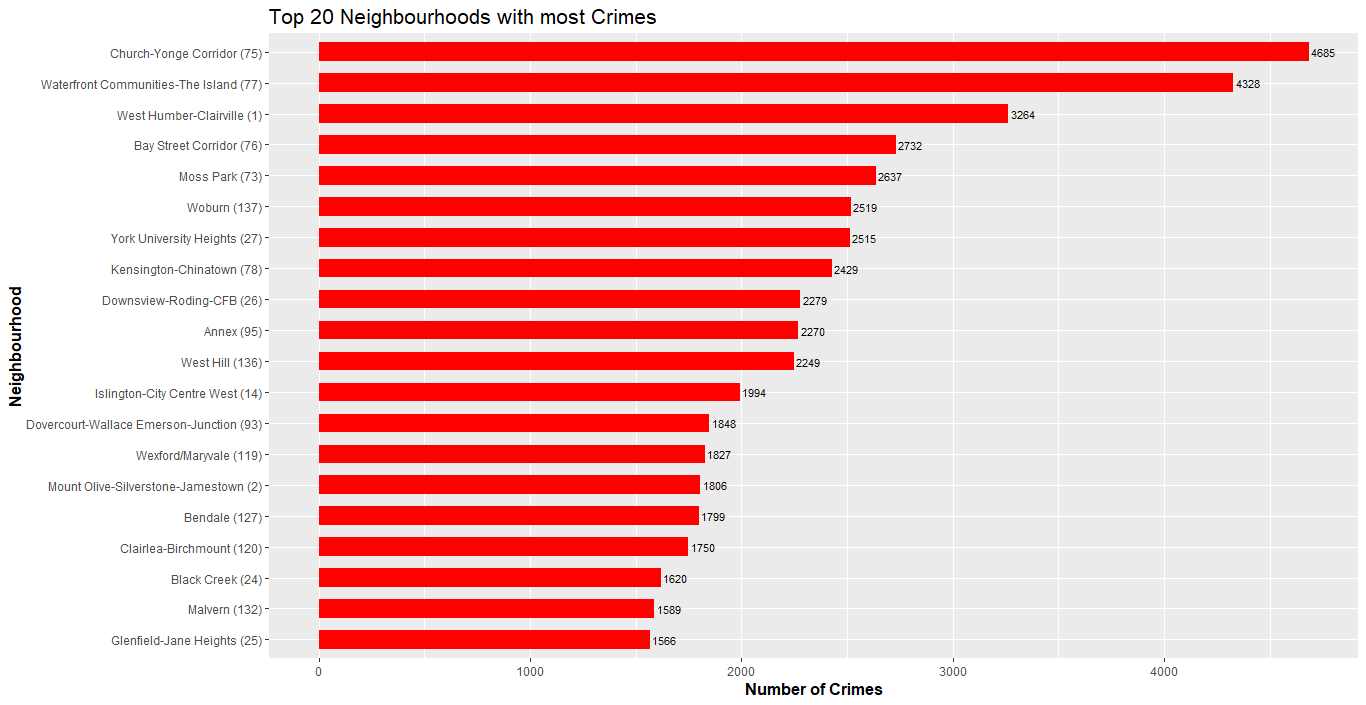 Top 20 Neighbourhoods with most Crimes
Church-Yonge Corridor (75) 4685
Waterfront Communities-The Island (77) 4328
West Humber-Clairville (1) 3264
Bay Street Corridor (76) 2732
Moss Park (73) 2637
Woburn (137) 2519
York University Heights (27) 2515
Kensington-Chinatown (78) 2429
Downsview-Roding-CFB (26) 2279
Annex (95) 2270
West Hill (136) 2249
Islington-City Centre West (14) 1994
Dovercourt-Wallace Emerson-Junction (93) 1848
Wexford/Maryvale (119) 1827
Mount Olive-Silverstone-Jamestown (2) 1806
Bendale (127) 1799
Clairlea-Birchmount (120) 1750
Black Creek (24) 1620
Malvern (132) 1589
Glenfield-Jane Heights (25) 1566
0 1000 2000 3000 4000
Number of Crimes
Neighbourhood